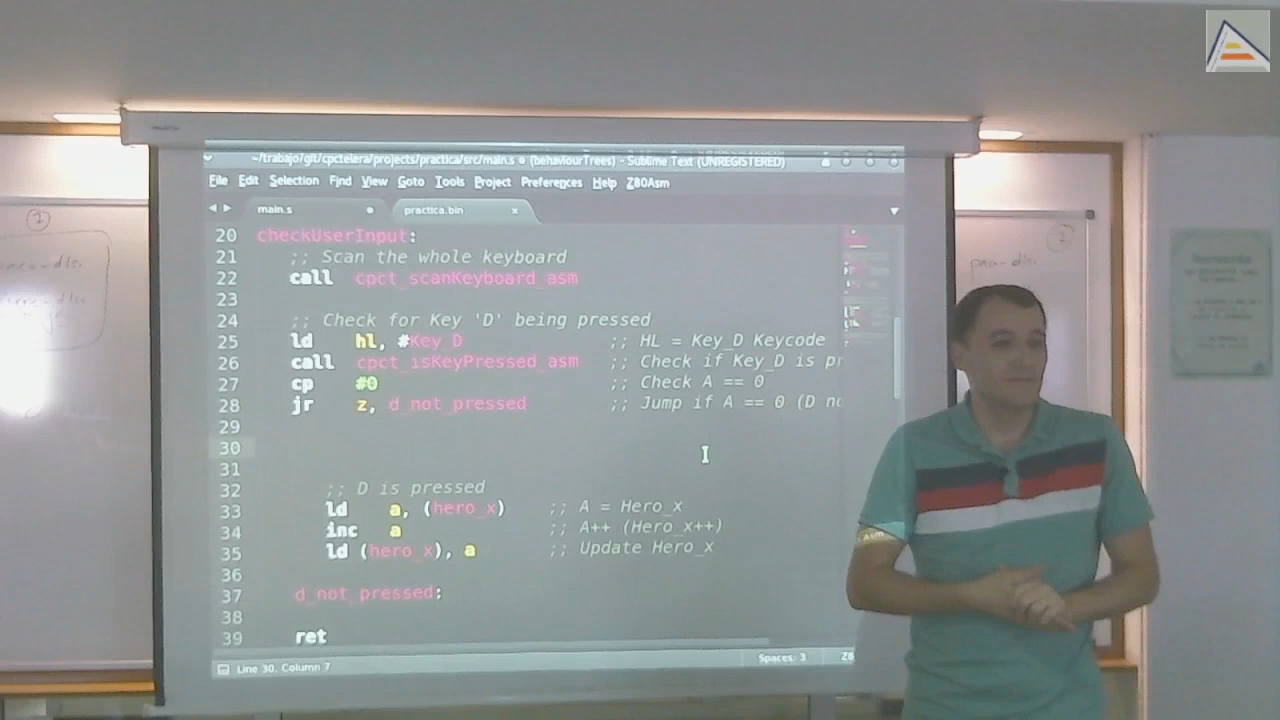 ~/trabajo/git/cpctelera/projects/practica/src/main.s • (behaviourTrees) - Sublime Text (UNREGISTERED)
File Edit Selection Find View Goto Tools Project Preferences Help Z80Asm
main.s practica.bin
20 checkUserInput:
21 ;; Scan the whole keyboard
22 call cpct_scanKeyboard_asm
23
24 ;; Check for Key 'D' being pressed
25 ld hl, #Key_D ;; HL = Key_D Keycode
26 call cpct_isKeyPressed_asm ;; Check if Key_D is pr
27 cp #0 ;; Check A == 0
28 jr z, d_not_pressed ;; Jump if A == 0 (D no
29
30
31
32 ;; D is pressed
33 ld a, (hero_x) ;; A = Hero_x
34 inc a ;; A++ (Hero_x++)
35 ld (hero_x), a ;; Update Hero_x
36
37 d_not_pressed:
38
39 ret
Line 30, Column 7 Spaces: 3 Z8